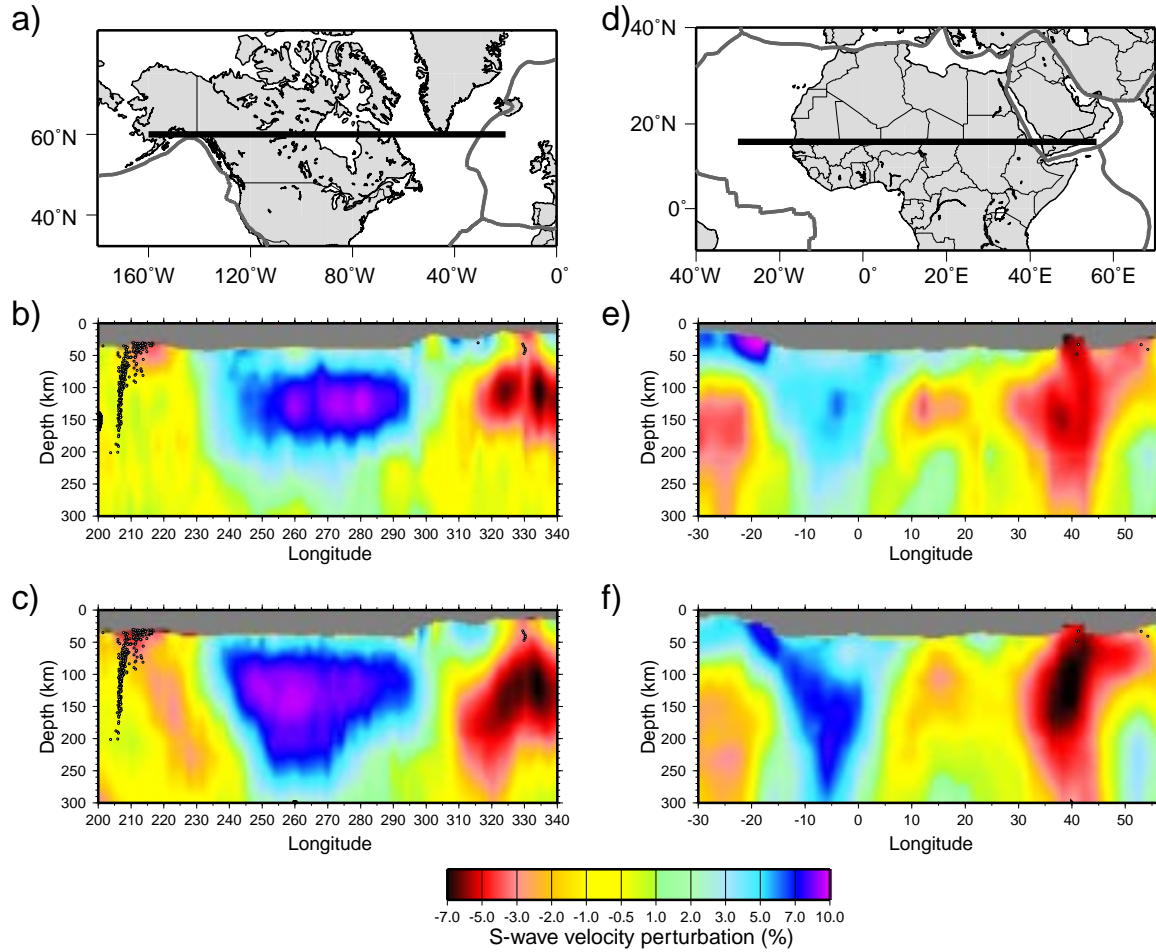 a)
60˚N
40˚N
160˚W
120˚W
80˚W
40˚W
0˚
d)
40˚N
20˚N
0˚
40˚W
20˚W
0˚
20˚E
40˚E
60˚E
b)
0
50
100
150
200
250
300
Depth (km)
200 210 220 230 240 250 260 270 280 290 300 310 320 330 340
Longitude
e)
0
50
100
150
200
250
300
Depth (km)
-30 -20 -10 0 10 20 30 40 50
Longitude
c)
0
50
100
150
200
250
300
Depth (km)
200 210 220 230 240 250 260 270 280 290 300 310 320 330 340
Longitude
f)
0
50
100
150
200
250
300
Depth (km)
-30 -20 -10 0 10 20 30 40 50
Longitude
-7.0 -5.0 -3.0 -2.0 -1.0 -0.5 1.0 2.0 3.0 5.0 7.0 10.0
S-wave velocity perturbation (%)